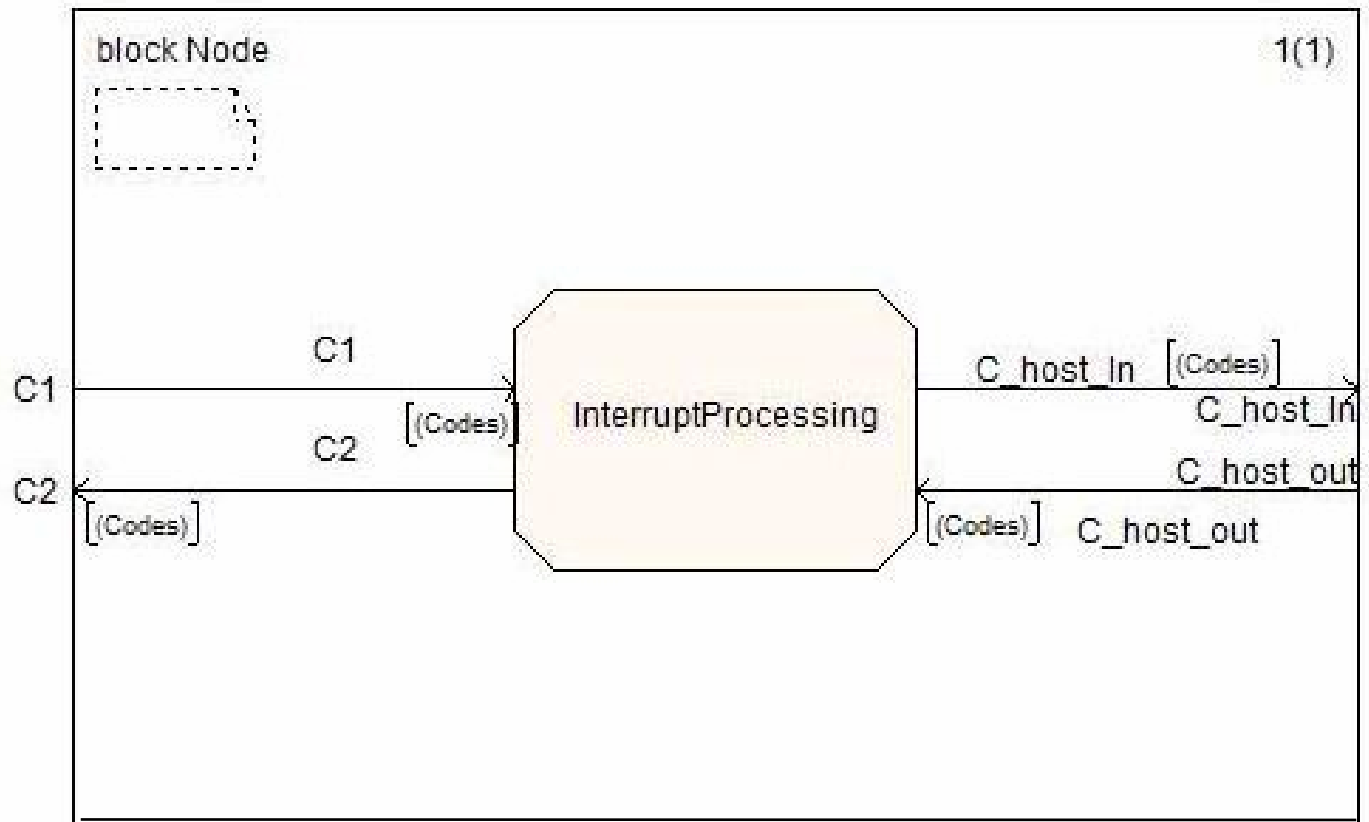 block Node
1(1)
C1
C1
[(Codes)]
C2
C2
[(Codes)]
InterruptProcessing
C_host_In
[(Codes)]
C_host_In
C_host_out
[(Codes)]
C_host_out